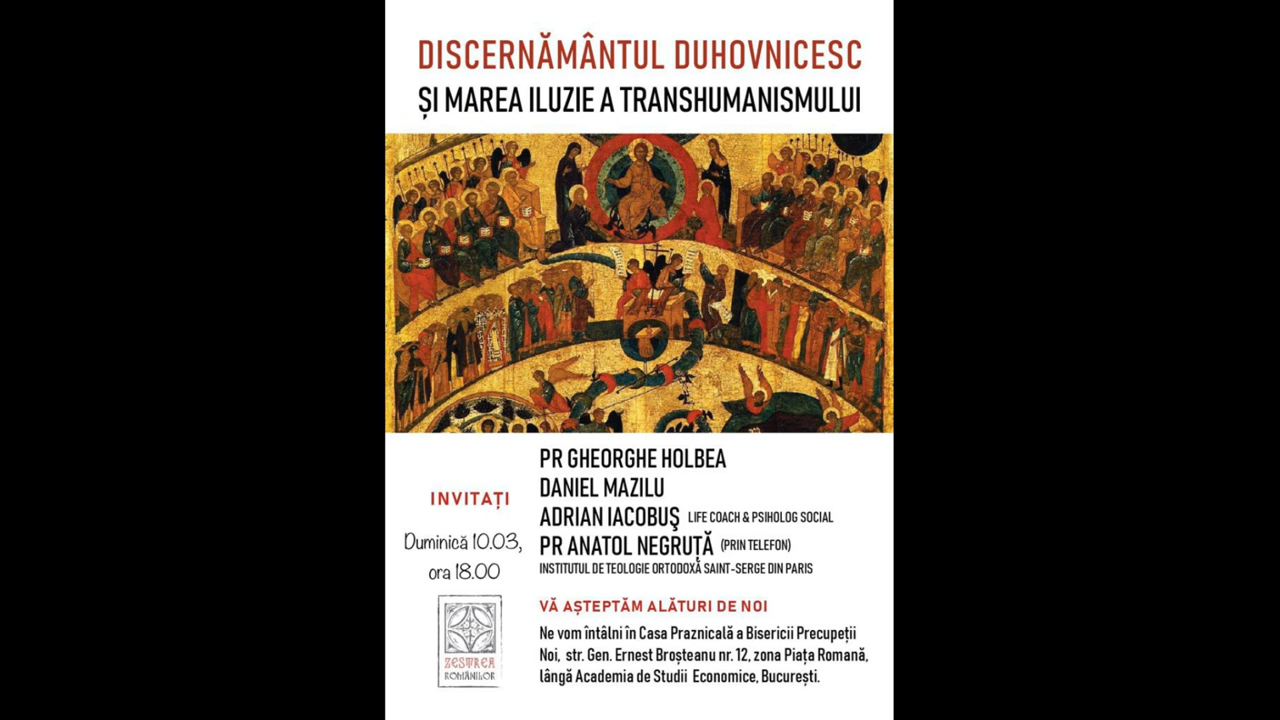 DISCERNĂMÂNTUL DUHOVNICESC
ȘI MAREA ILUZIE A TRANSHUMANISMULUI
INVITAȚI
Duminică 10.03,
ora 18.00
ZESTREA
ROMÂNILOR
PR GHEORGHE HOLBEA
DANIEL MAZILU
ADRIAN IACOBUŞ LIFE COACH & PSIHOLOG SOCIAL
PR ANATOL NEGRUȚĂ (PRIN TELEFON)
INSTITUTUL DE TEOLOGIE ORTODOXĂ SAINT-SERGE DIN PARIS
VĂ AȘTEPTĂM ALĂTURI DE NOI
Ne vom întâlni în Casa Praznicală a Bisericii Precupeții
Noi, str. Gen. Ernest Broșteanu nr. 12, zona Piața Romană,
lângă Academia de Studii Economice, București.